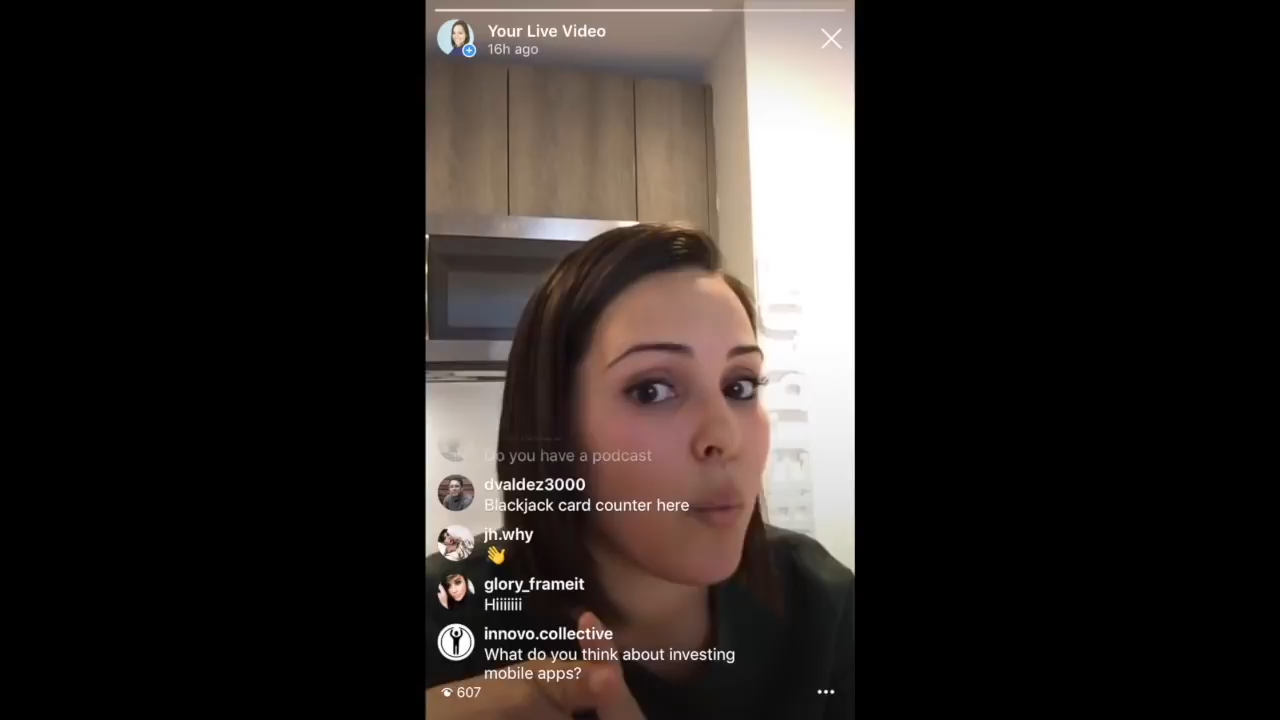 Your Live Video
16h ago
Do you have a podcast
dvaldez3000
Blackjack card counter here
jh.why
👋
glory_frameit
Hiiiiiii
innovo.collective
What do you think about investing
mobile apps?
607